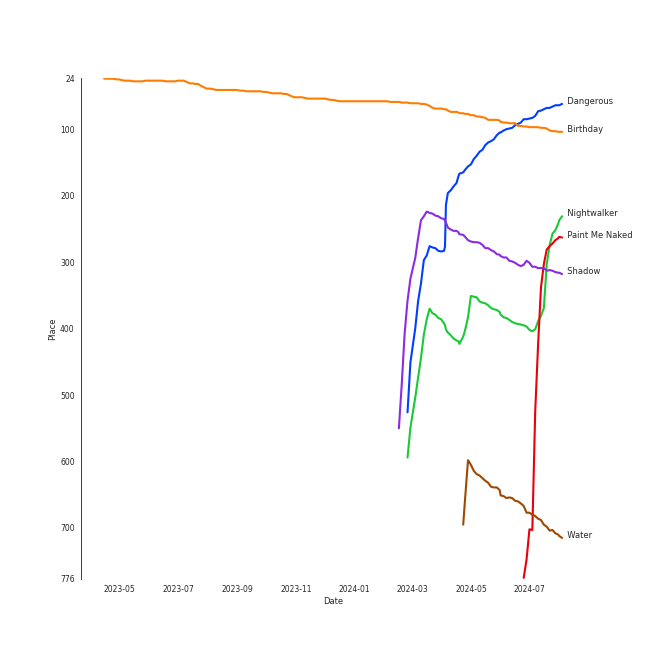 24
100
200
300
400
500
600
700
776
Place
2023-05 2023-07 2023-09 2023-11 2024-01 2024-03 2024-05 2024-07
Date
Dangerous
Birthday
Nightwalker
Paint Me Naked
Shadow
Water